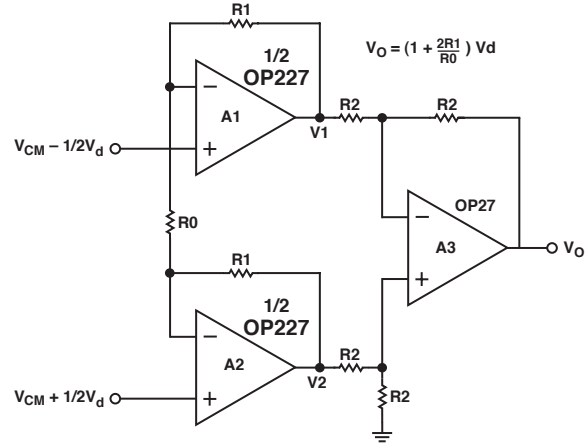 R1
V_O = (1 + 2R1/R0) Vd
1/2
OP227
A1
V_CM – 1/2V_d
V1
R2
R2
OP27
A3
V_O
R0
R1
1/2
OP227
A2
V2
R2
V_CM + 1/2V_d
R2